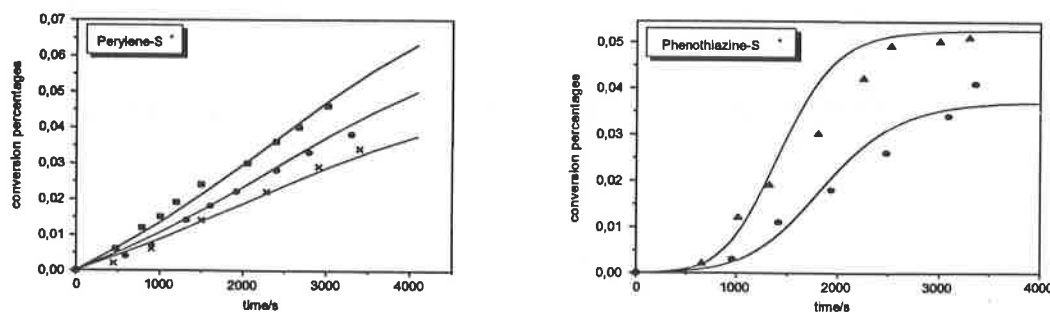 0,07
0,06
0,05
0,04
0,03
0,02
0,01
0,00
conversion percentages
Perylene-S *
0 1000 2000 3000 4000
time/s
0,05
0,04
0,03
0,02
0,01
0,00
conversion percentages
Phenothiazine-S *
0 1000 2000 3000 4000
time/s